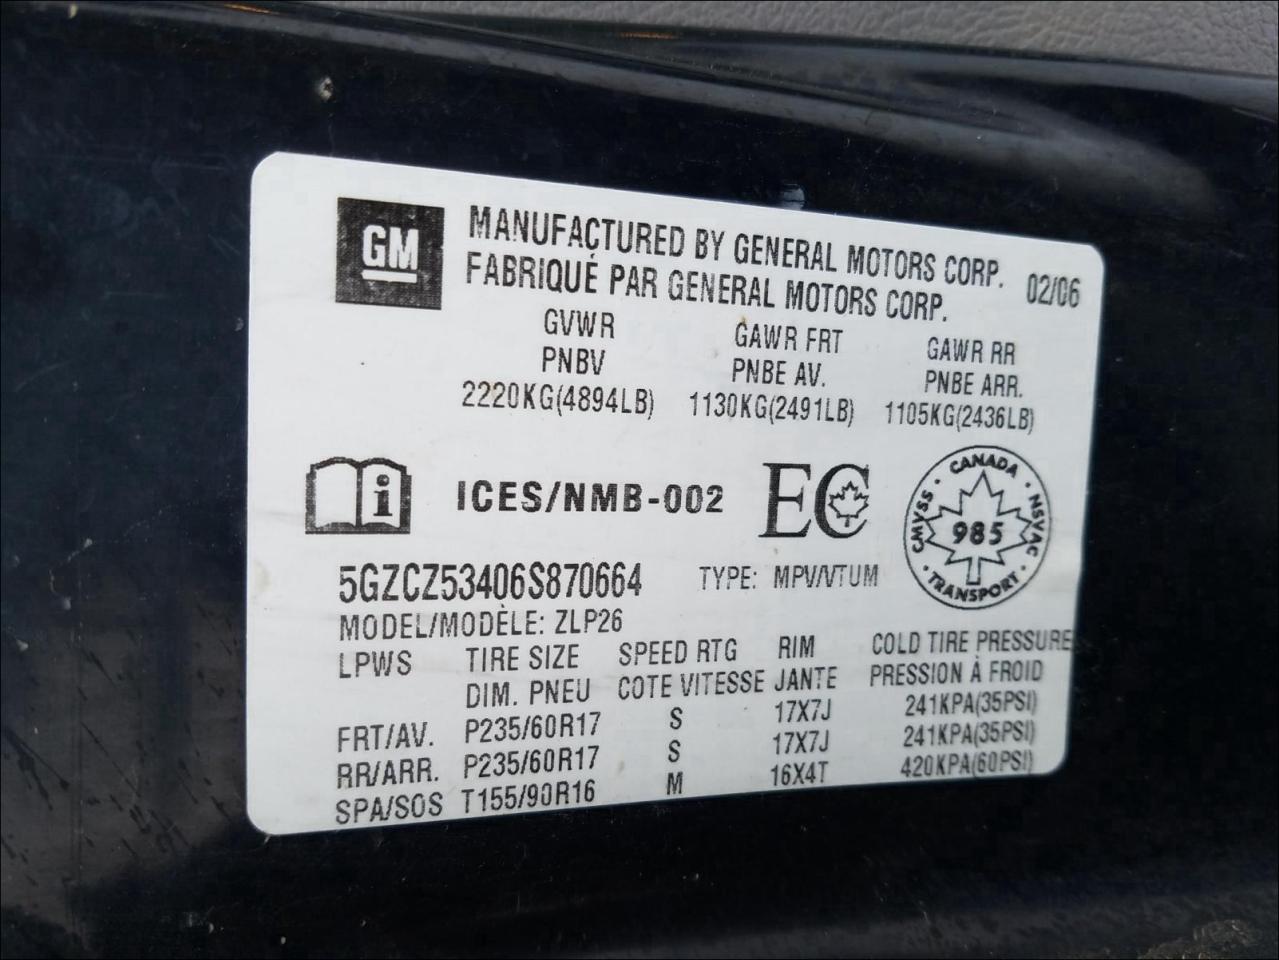 GM
MANUFACTURED BY GENERAL MOTORS CORP. 02/06
FABRIQUÉ PAR GENERAL MOTORS CORP.
GVWR GAWR FRT GAWR RR
PNBV PNBE AV. PNBE ARR.
2220KG(4894LB) 1130KG(2491LB) 1105KG(2436LB)
i ICES/NMB-002 EC
CANADA
CMVSS 985 NSVAC
TRANSPORT
5GZCZ53406S870664 TYPE: MPV/VTUM
MODEL/MODÈLE: ZLP26
LPWS TIRE SIZE SPEED RTG RIM COLD TIRE PRESSURE
DIM. PNEU COTE VITESSE JANTE PRESSION À FROID
FRT/AV. P235/60R17 S 17X7J 241KPA(35PSI)
RR/ARR. P235/60R17 S 17X7J 241KPA(35PSI)
SPA/SOS T155/90R16 M 16X4T 420KPA(60PSI)